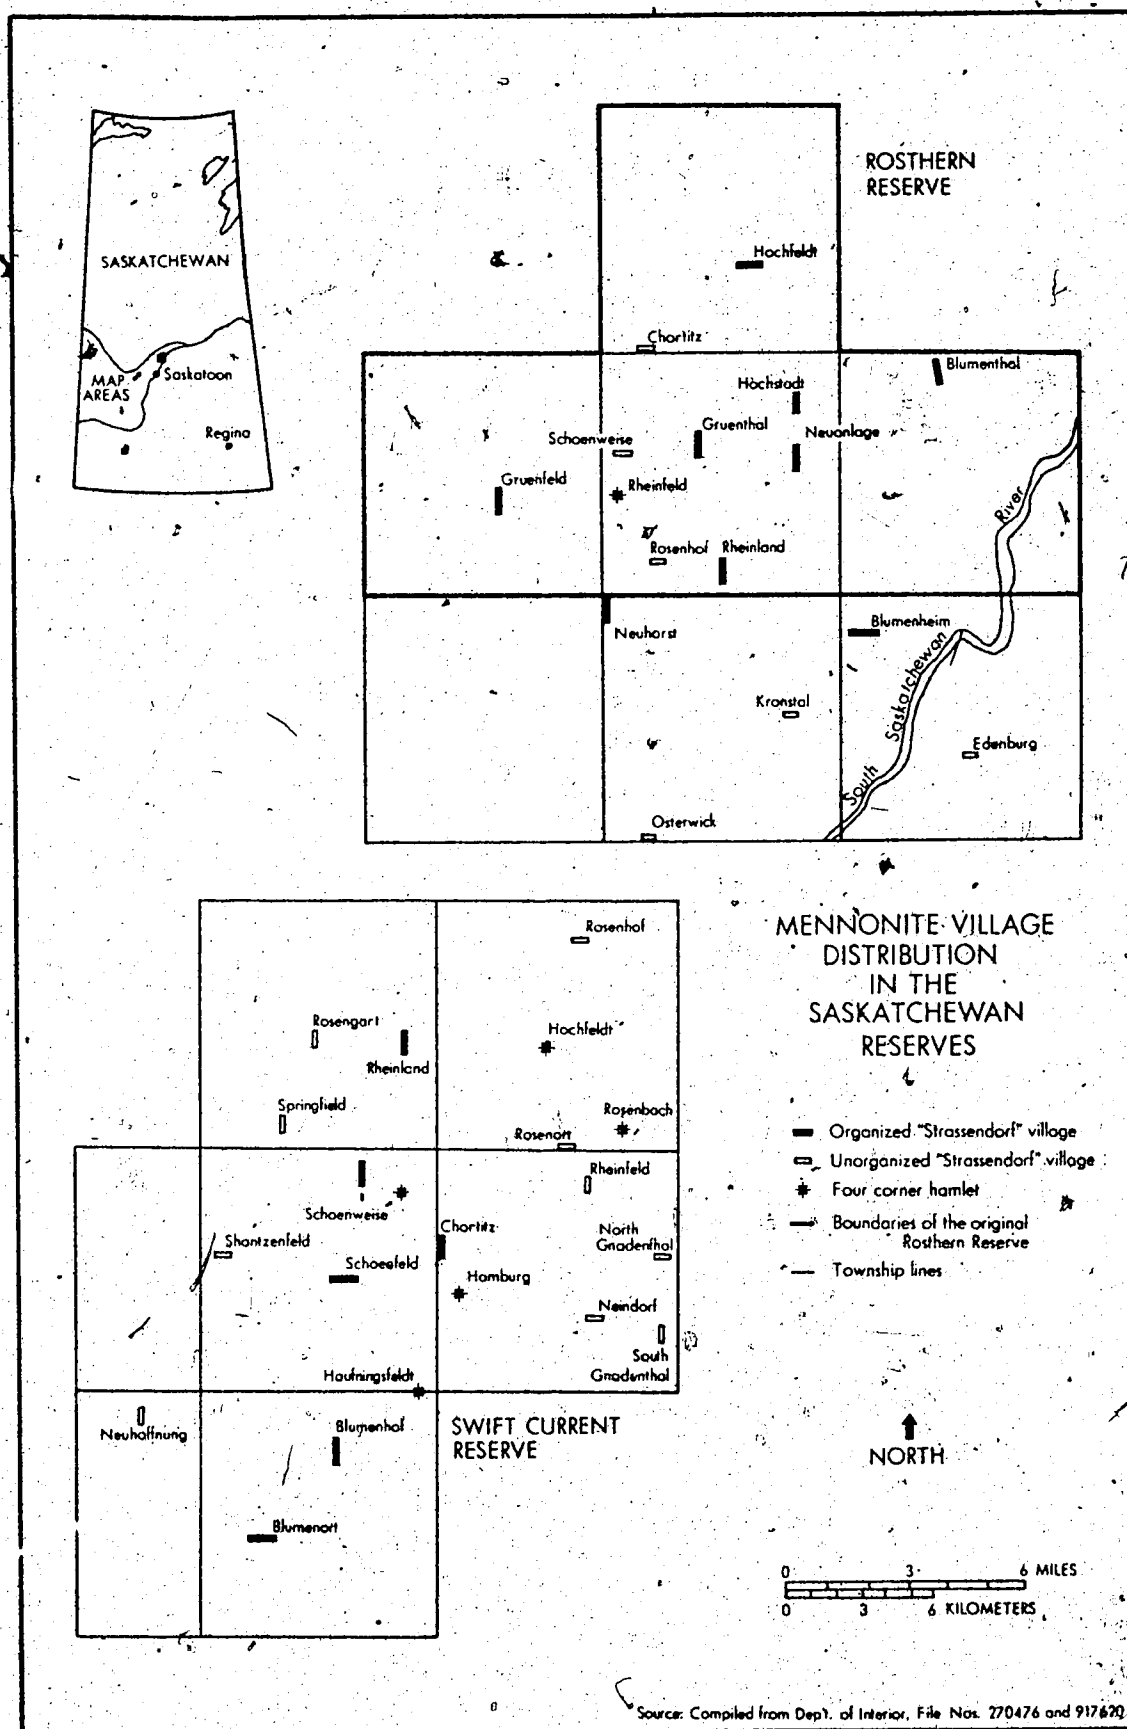 ROSTHERN
RESERVE
SASKATCHEWAN
MAP
AREAS
Saskatoon
Regina
Hochfeldt
Chortitz
Blumenthal
Hochstadt
Gruenthal
Neuanlage
Schoenweise
Gruenfeld
Rheinfeld
River
Rosenhof
Rheinland
Neuhorst
Blumenheim
Saskatchewan
Kronstal
Edenburg
South
Osterwick
MENNONITE VILLAGE
DISTRIBUTION
IN THE
SASKATCHEWAN
RESERVES
Rosenhof
Rosengart
Hochfeldt
Rheinland
Springfield
Rosenbach
Rosenort
Rheinfeld
Schoenweise
Chortitz
North
Gnadenthal
Shantzenfeld
Schoenfeld
Hamburg
Neindorf
South
Gnadenthal
Haufningsfeldt
Neuhoffnung
Blumenhof
SWIFT CURRENT
RESERVE
Blumenort
Organized "Strassendorf" village
Unorganized "Strassendorf" village
Four corner hamlet
Boundaries of the original
Rosthern Reserve
Township lines
NORTH
0 3 6 MILES
0 3 6 KILOMETERS
Source: Compiled from Dep't. of Interior, File Nos. 270476 and 917620